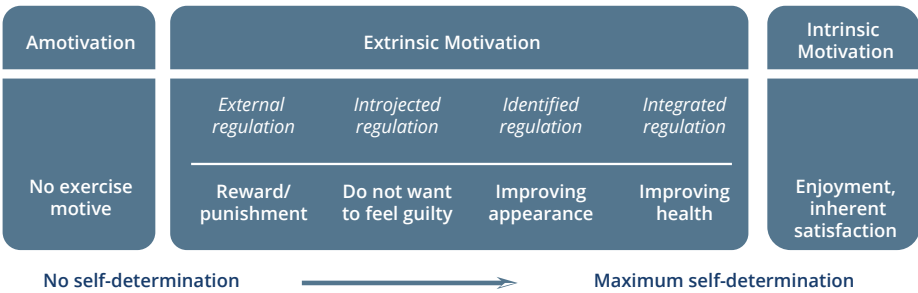 Amotivation
Extrinsic Motivation
Intrinsic
Motivation
External
regulation
Introjected
regulation
Identified
regulation
Integrated
regulation
No exercise
motive
Reward/
punishment
Do not want
to feel guilty
Improving
appearance
Improving
health
Enjoyment,
inherent
satisfaction
No self-determination
Maximum self-determination